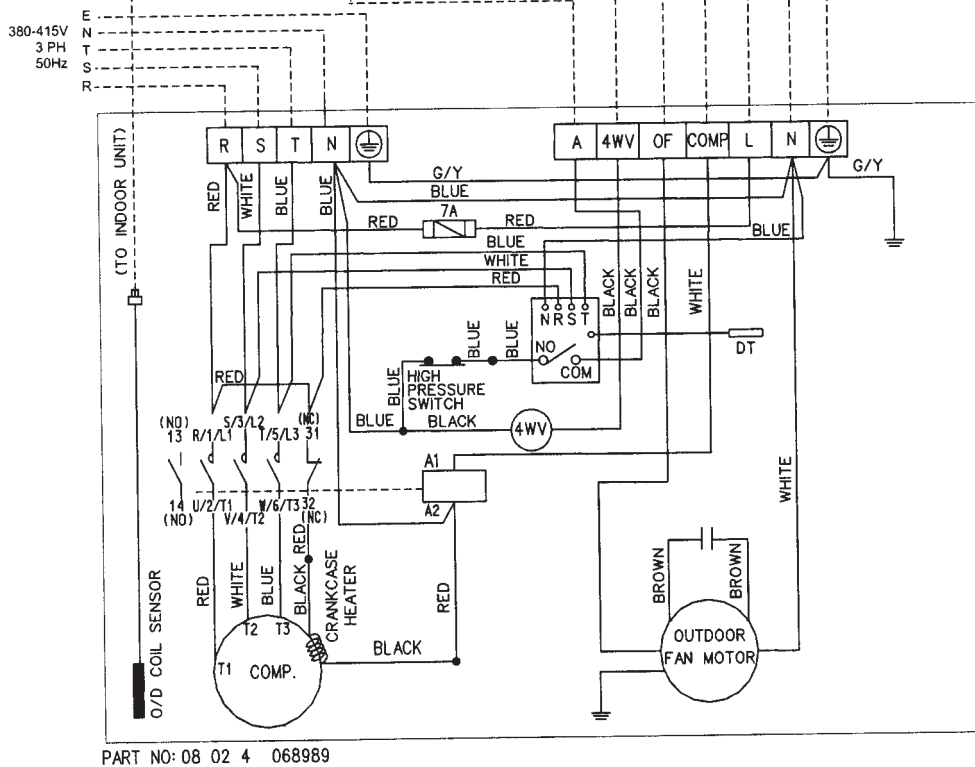 E
380-415V N
3 PH T
50Hz S
R
(TO INDOOR UNIT)
R S T N
A 4WV OF COMP L N
G/Y
G/Y
BLUE
RED
WHITE
BLUE
BLUE
RED
7A
RED
BLUE
BLUE
WHITE
RED
BLACK
BLACK
BLACK
WHITE
N R S T
NO
COM
DT
BLUE
BLUE
HIGH
PRESSURE
SWITCH
BLUE
BLUE
BLACK
4WV
RED
(NO)
13
R/1/L1
S/3/L2
T/5/L3
(NC)
31
A1
A2
14
(NO)
U/2/T1
V/4/T2
W/6/T3
32
(NC)
WHITE
RED
WHITE
BLUE
BLACK
RED
CRANKCASE
HEATER
RED
BLACK
BROWN
BROWN
T1
T2
T3
COMP.
OUTDOOR
FAN MOTOR
O/D COIL SENSOR
PART NO: 08 02 4 068989